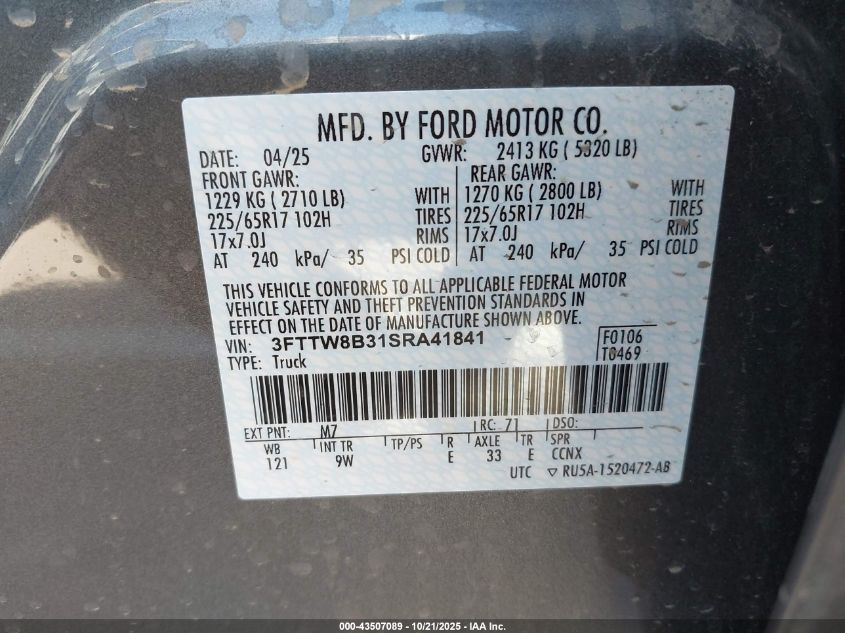 MFD. BY FORD MOTOR CO.
DATE: 04/25 GVWR: 2413 KG ( 5320 LB)
FRONT GAWR: REAR GAWR:
1229 KG ( 2710 LB) WITH 1270 KG ( 2800 LB) WITH
225/65R17 102H TIRES 225/65R17 102H TIRES
17x7.0J RIMS 17x7.0J RIMS
AT 240 kPa/ 35 PSI COLD AT 240 kPa/ 35 PSI COLD
THIS VEHICLE CONFORMS TO ALL APPLICABLE FEDERAL MOTOR
VEHICLE SAFETY AND THEFT PREVENTION STANDARDS IN
EFFECT ON THE DATE OF MANUFACTURE SHOWN ABOVE.
VIN: 3FTTW8B31SRA41841 F0106
TYPE: Truck T0469
EXT PNT: M7 RC: 71 DSO:
WB INT TR TP/PS R AXLE TR SPR
121 9W E 33 E CCNX
UTC ▽ RU5A-1520472-AB
000-43507089 - 10/21/2025 - IAA Inc.